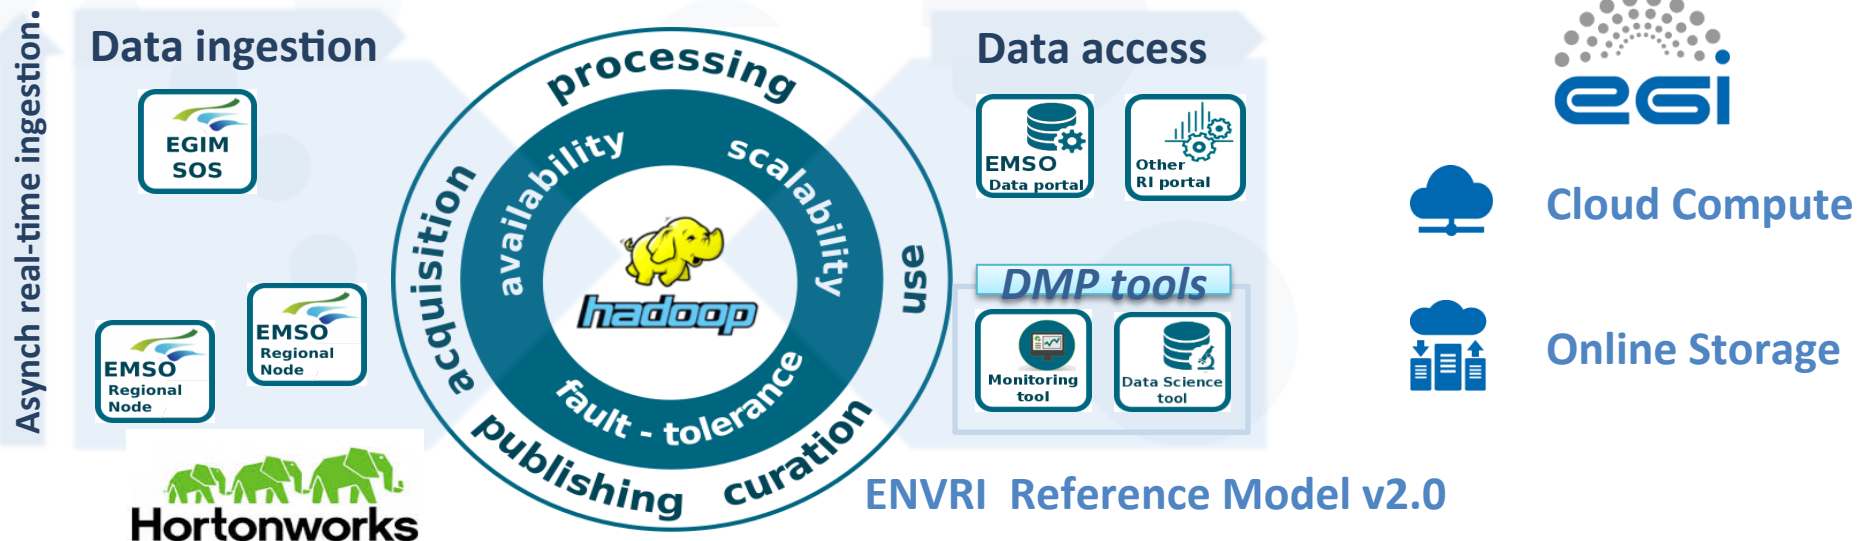 Asynch real-time ingestion.
Data ingestion
EGIM
SOS
EMSO
Regional
Node
EMSO
Regional
Node
Hortonworks
processing
acquisition
use
publishing
curation
availability
scalability
fault - tolerance
hadoop
Data access
EMSO
Data portal
Other
RI portal
DMP tools
Monitoring
tool
Data Science
tool
ENVRI Reference Model v2.0
egi
Cloud Compute
Online Storage